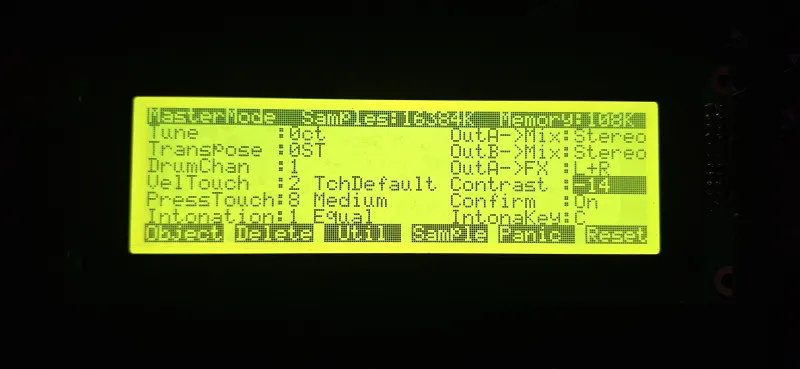 MasterMode Samples:16384K Memory:108K
Tune :0ct OutA->Mix:Stereo
Transpose :0ST OutB->Mix:Stereo
DrumChan :1 OutA->FX :L+R
VelTouch :2 TchDefault Contrast :-14
PressTouch:8 Medium Confirm :On
Intonation:1 Equal IntonaKey:C
Object Delete Util Sample Panic Reset